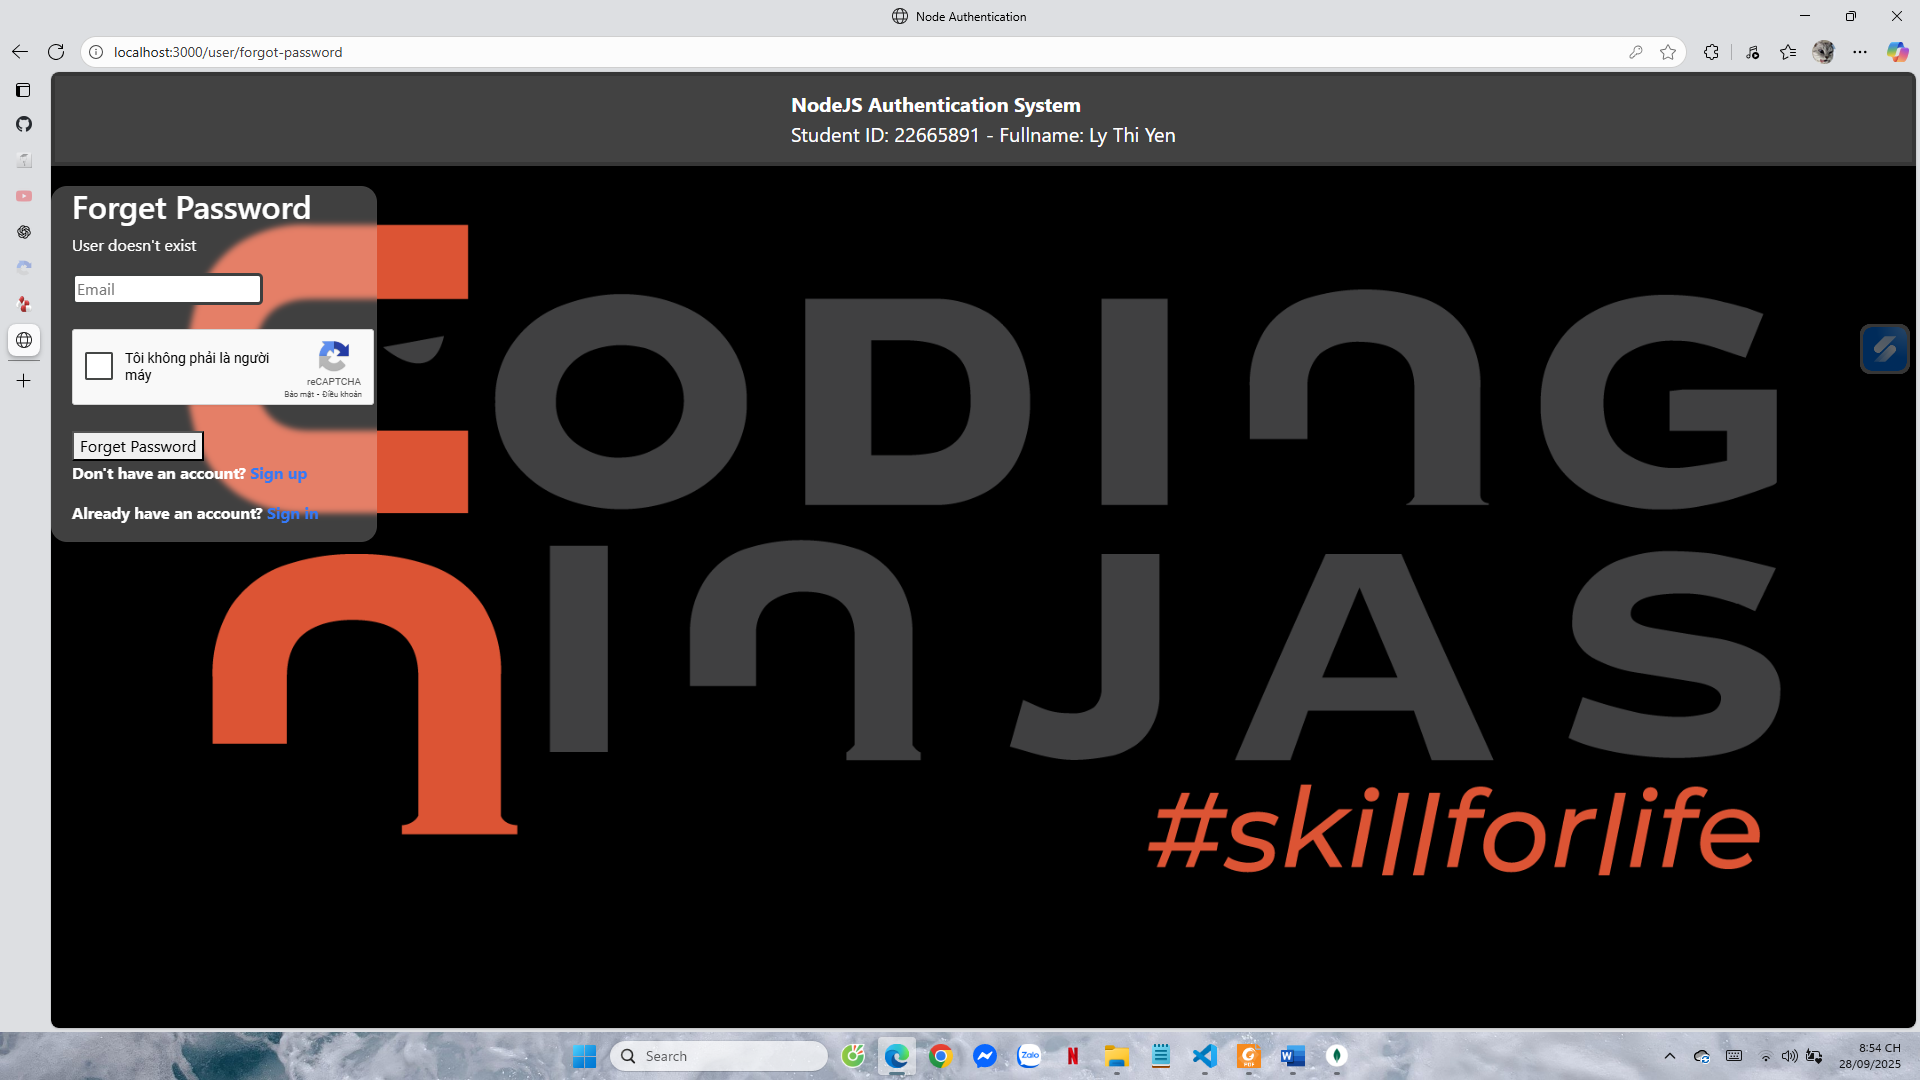 Node Authentication
localhost:3000/user/forgot-password
NodeJS Authentication System
Student ID: 22665891 - Fullname: Ly Thi Yen
Forget Password
User doesn't exist
Email
Tôi không phải là người
máy
reCAPTCHA
Bảo mật - Điều khoản
Forget Password
Don't have an account? Sign up
Already have an account? Sign in
CODING
NINJAS
#skillforlife
Search
Zalo
N
PDF
W
8:54 CH
28/09/2025